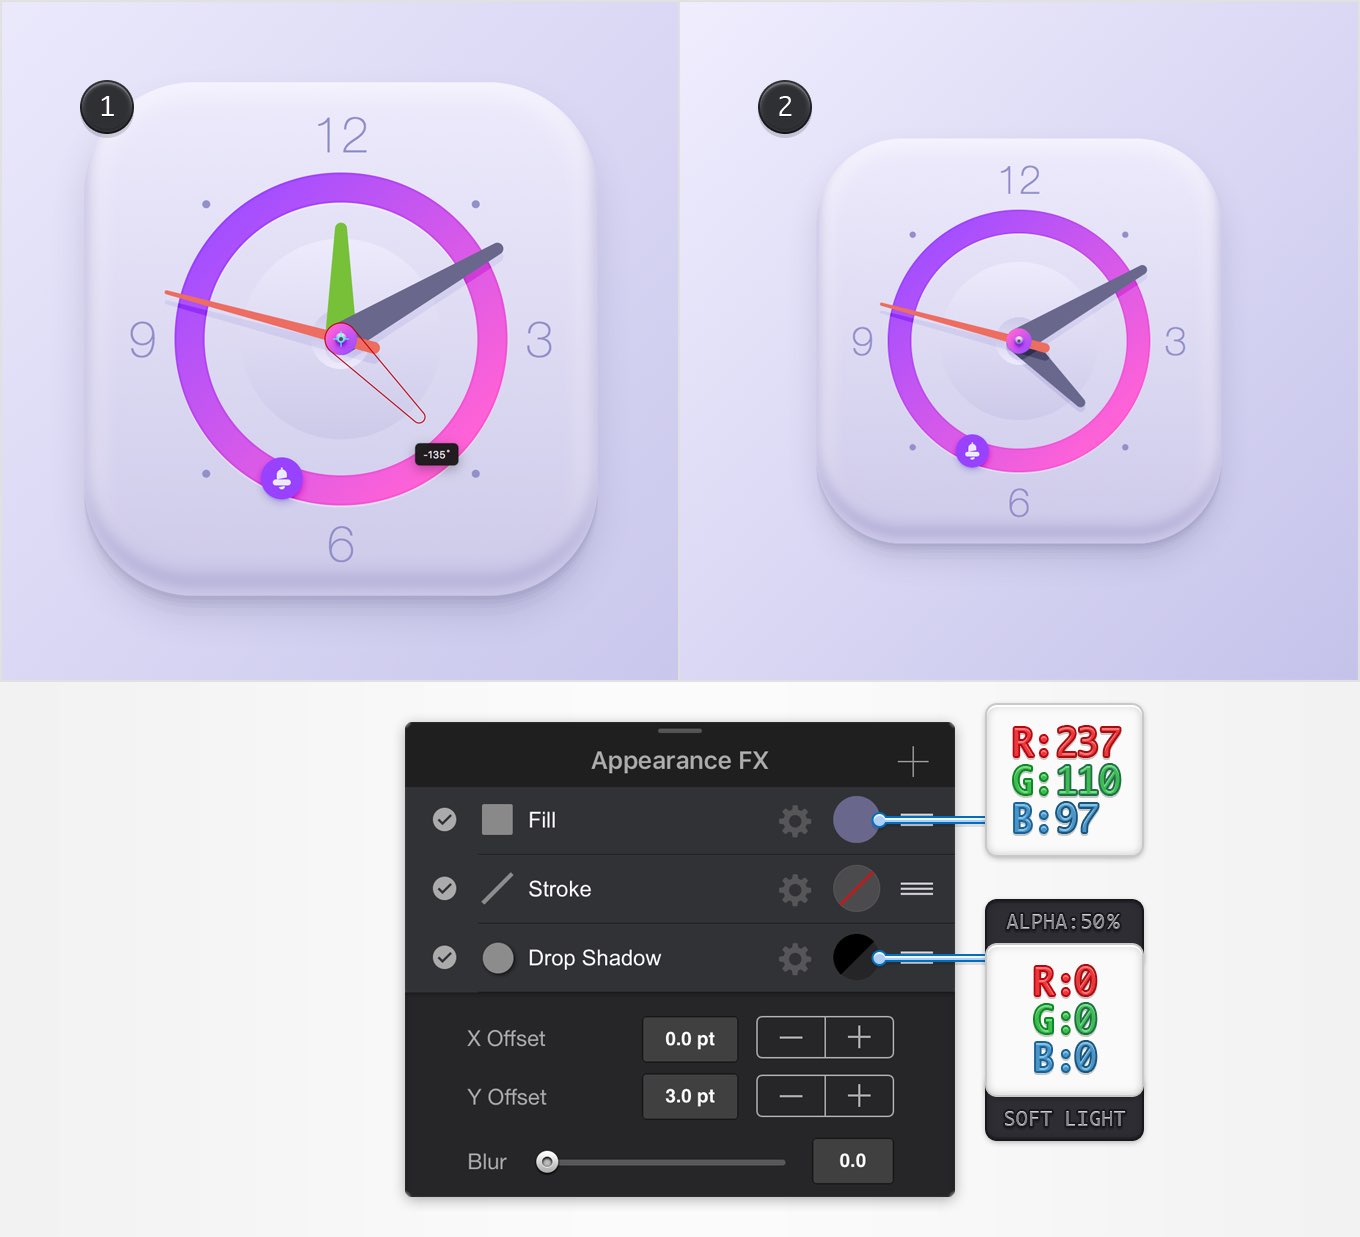 1
12
9
3
6
-135°
2
12
9
3
6
Appearance FX
Fill
Stroke
Drop Shadow
X Offset
0.0 pt
Y Offset
3.0 pt
Blur
0.0
R:237
G:110
B:97
ALPHA:50%
R:0
G:0
B:0
SOFT LIGHT